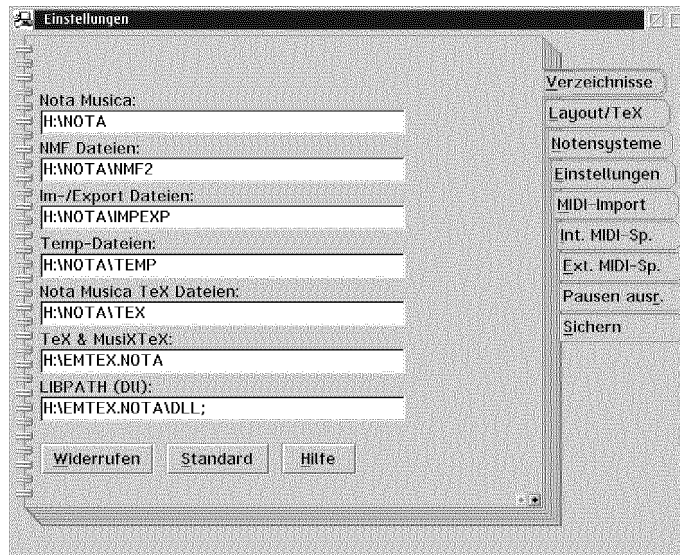 Einstellungen
Nota Musica:
H:\NOTA
NMF Dateien:
H:\NOTA\NMF2
Im-/Export Dateien:
H:\NOTA\IMPEXP
Temp-Dateien:
H:\NOTA\TEMP
Nota Musica TeX Dateien:
H:\NOTA\TEX
TeX & MusiXTeX:
H:\EMTEX.NOTA
LIBPATH (Dll):
H:\EMTEX.NOTA\DLL;
Widerrufen Standard Hilfe
Verzeichnisse
Layout/TeX
Notensysteme
Einstellungen
MIDI-Import
Int. MIDI-Sp.
Ext. MIDI-Sp.
Pausen ausr.
Sichern